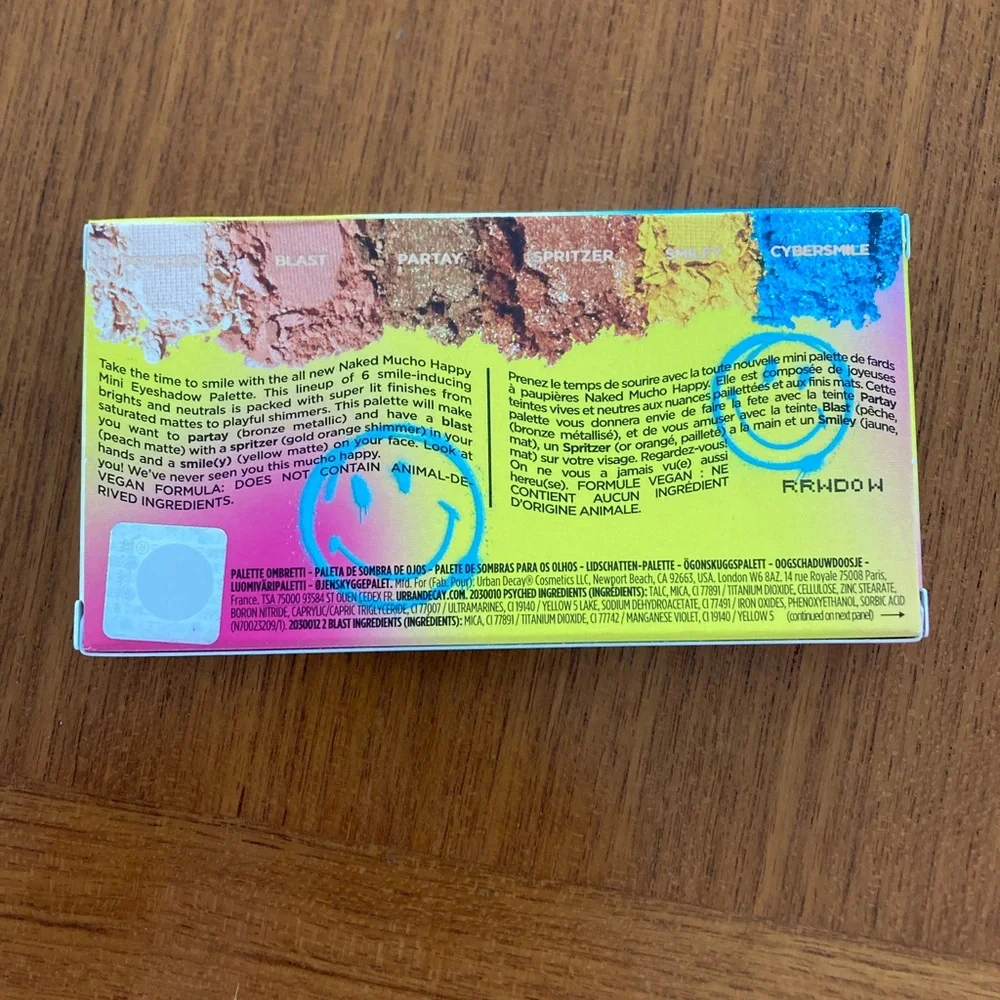 BLAST
PARTAY
SPRITZER
SMILEY
CYBERSMILE
Take the time to smile with the all new Naked Mucho Happy
Mini Eyeshadow Palette. This lineup of 6 smile-inducing
brights and neutrals is packed with super lit finishes from
saturated mattes to playful shimmers. This palette will make
you want to partay (bronze metallic) and have a blast
(peach matte) with a spritzer (gold orange shimmer) in your
hands and a smile(y) (yellow matte) on your face. Look at
you! We've never seen you this mucho happy.
VEGAN FORMULA: DOES NOT CONTAIN ANIMAL-DE-
RIVED INGREDIENTS.
Prenez le temps de sourire avec la toute nouvelle mini palette de fards
à paupières Naked Mucho Happy. Elle est composée de joyeuses
teintes vives et neutres aux nuances pailletées et aux finis mats. Cette
palette vous donnera envie de faire la fete avec la teinte Partay
(bronze métallisé), et de vous amuser avec la teinte Blast (pêche,
mat), un Spritzer (or orangé, pailleté) a la main et un Smiley (jaune,
mat) sur votre visage. Regardez-vous!
On ne vous a jamais vu(e) aussi
hereu(se). FORMULE VEGAN : NE
CONTIENT AUCUN INGRÉDIENT
D'ORIGINE ANIMALE.
RRWDOW
PALETTE OMBRETTI – PALETA DE SOMBRA DE OJOS – PALETE DE SOMBRAS PARA OS OLHOS – LIDSCHATTEN-PALETTE – ÖGONSKUGGSPALETT – OOGSCHADUWDOOSJE –
LUOMIVÄRIPALETTI – ØJENSKYGGEPALET. Mfd. For (Fab. Pour): Urban Decay® Cosmetics LLC, Newport Beach, CA 92663, USA. London W6 8AZ. 14 rue Royale 75008 Paris,
France. TSA 75000 93584 ST OUEN CEDEX FR. URBANDECAY.COM. 2030010 PSYCHED INGREDIENTS (INGRÉDIENTS): TALC, MICA, CI 77891 / TITANIUM DIOXIDE, CELLULOSE, ZINC STEARATE,
BORON NITRIDE, CAPRYLIC/CAPRIC TRIGLYCERIDE, CI 77007 / ULTRAMARINES, CI 19140 / YELLOW 5 LAKE, SODIUM DEHYDROACETATE, CI 77491 / IRON OXIDES, PHENOXYETHANOL, SORBIC ACID
(N70023209/1). 2030012 2 BLAST INGREDIENTS (INGRÉDIENTS): MICA, CI 77891 / TITANIUM DIOXIDE, CI 77742 / MANGANESE VIOLET, CI 19140 / YELLOW 5 (continued on next panel)